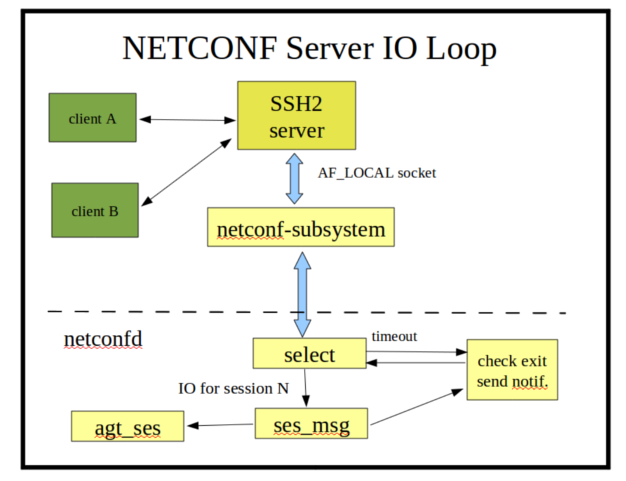 NETCONF Server IO Loop
SSH2
server
client A
AF_LOCAL socket
client B
netconf-subsystem
netconfd
timeout
select
check exit
send notif.
IO for session N
agt_ses
ses_msg